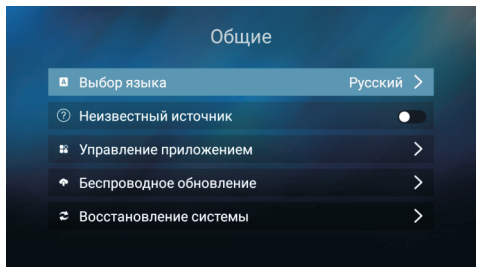 Общие
Выбор языка Русский
Неизвестный источник
Управление приложением
Беспроводное обновление
Восстановление системы